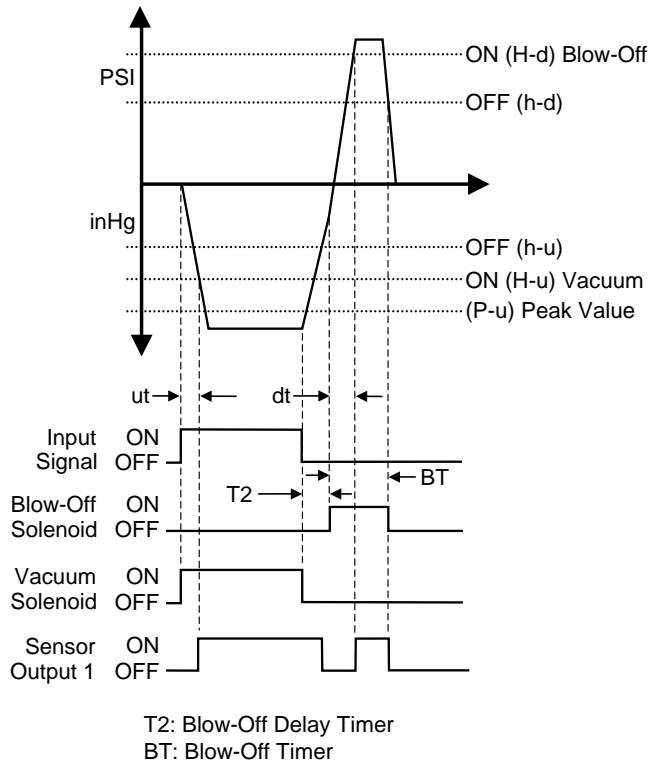 PSI
ON (H-d) Blow-Off
OFF (h-d)
inHg
OFF (h-u)
ON (H-u) Vacuum
(P-u) Peak Value
ut
dt
Input
Signal
ON
OFF
BT
T2
Blow-Off
Solenoid
ON
OFF
Vacuum
Solenoid
ON
OFF
Sensor
Output 1
ON
OFF
T2: Blow-Off Delay Timer
BT: Blow-Off Timer